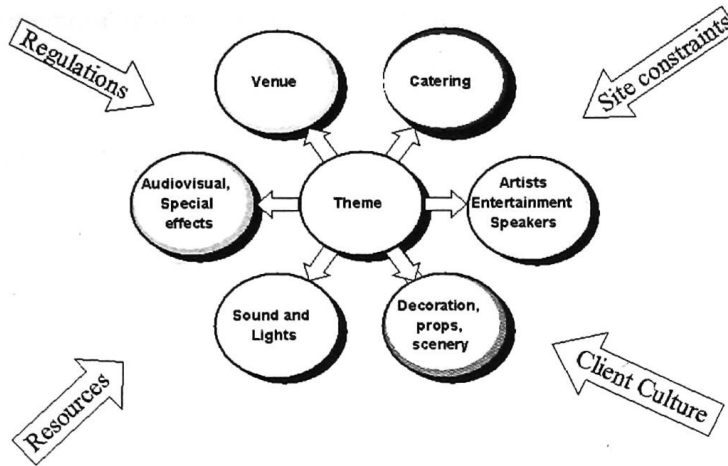 Regulations
Site constraints
Venue
Catering
Audiovisual,
Special
effects
Theme
Artists
Entertainment
Speakers
Sound and
Lights
Decoration,
props,
scenery
Resources
Client Culture